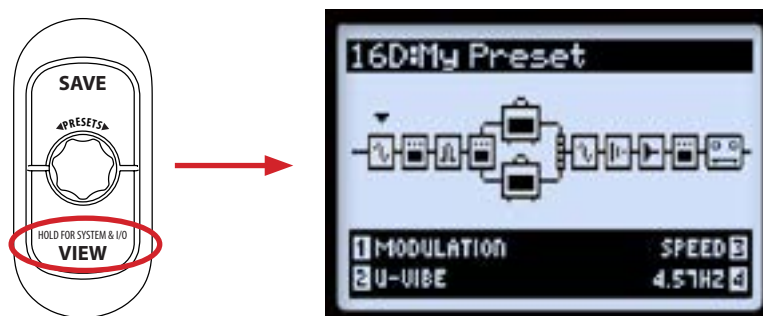 SAVE
◀PRESETS▶
HOLD FOR SYSTEM & I/O
VIEW
16D:My Preset
1 MODULATION SPEED 3
2 U-VIBE 4.57HZ 4